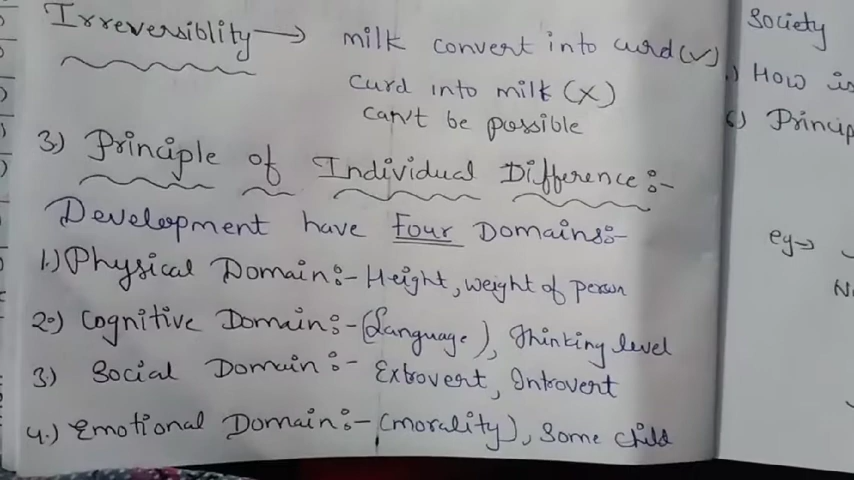 Irreversiblity → milk convert into curd (✓)
curd into milk (X)
can't be possible
3) Principle of Individual Difference:-
Development have Four Domains:-
1.) Physical Domain:- Height, weight of person
2.) Cognitive Domain:- (Language), Thinking level
3.) Social Domain:- Extrovert, Introvert
4.) Emotional Domain:- (morality), Some child
Society
) How is
) Princip
eg →